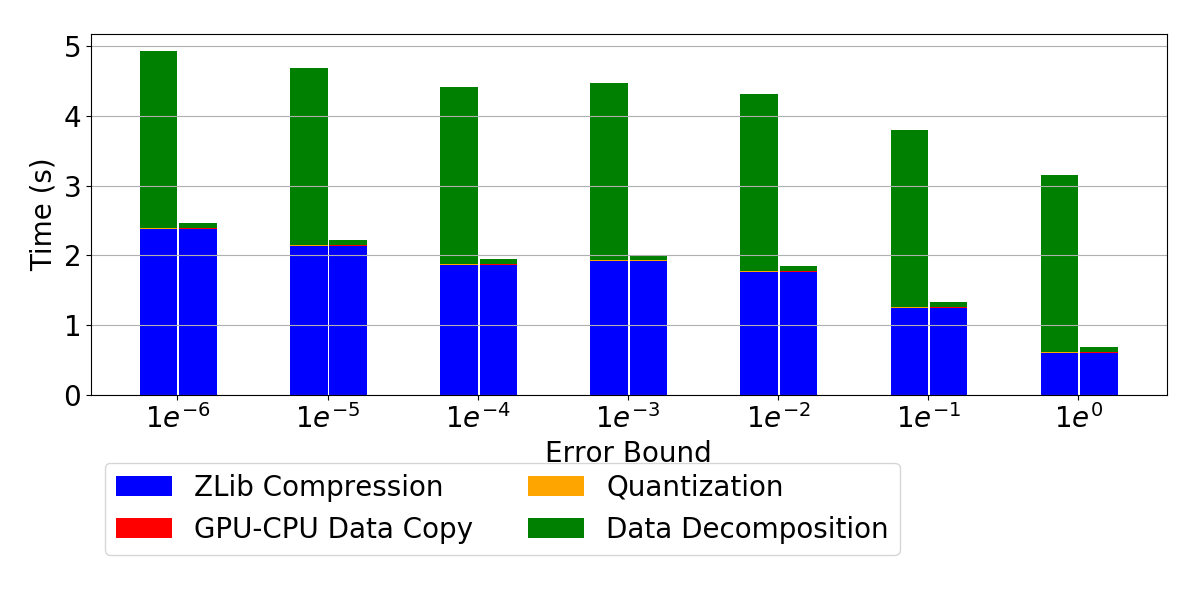 5
4
3
2
1
0
Time (s)
1e⁻⁶ 1e⁻⁵ 1e⁻⁴ 1e⁻³ 1e⁻² 1e⁻¹ 1e⁰
Error Bound
ZLib Compression Quantization
GPU-CPU Data Copy Data Decomposition